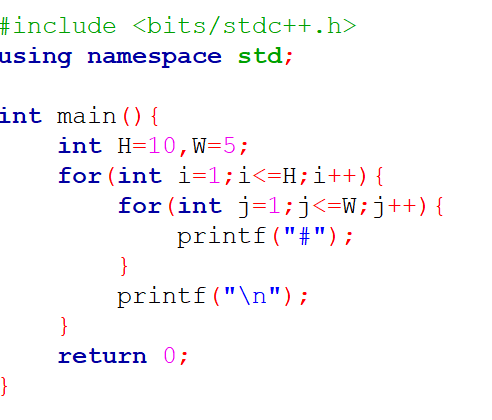 #include <bits/stdc++.h>
using namespace std;

int main(){
    int H=10,W=5;
    for(int i=1;i<=H;i++){
        for(int j=1;j<=W;j++){
            printf("#");
        }
        printf("\n");
    }
    return 0;
}